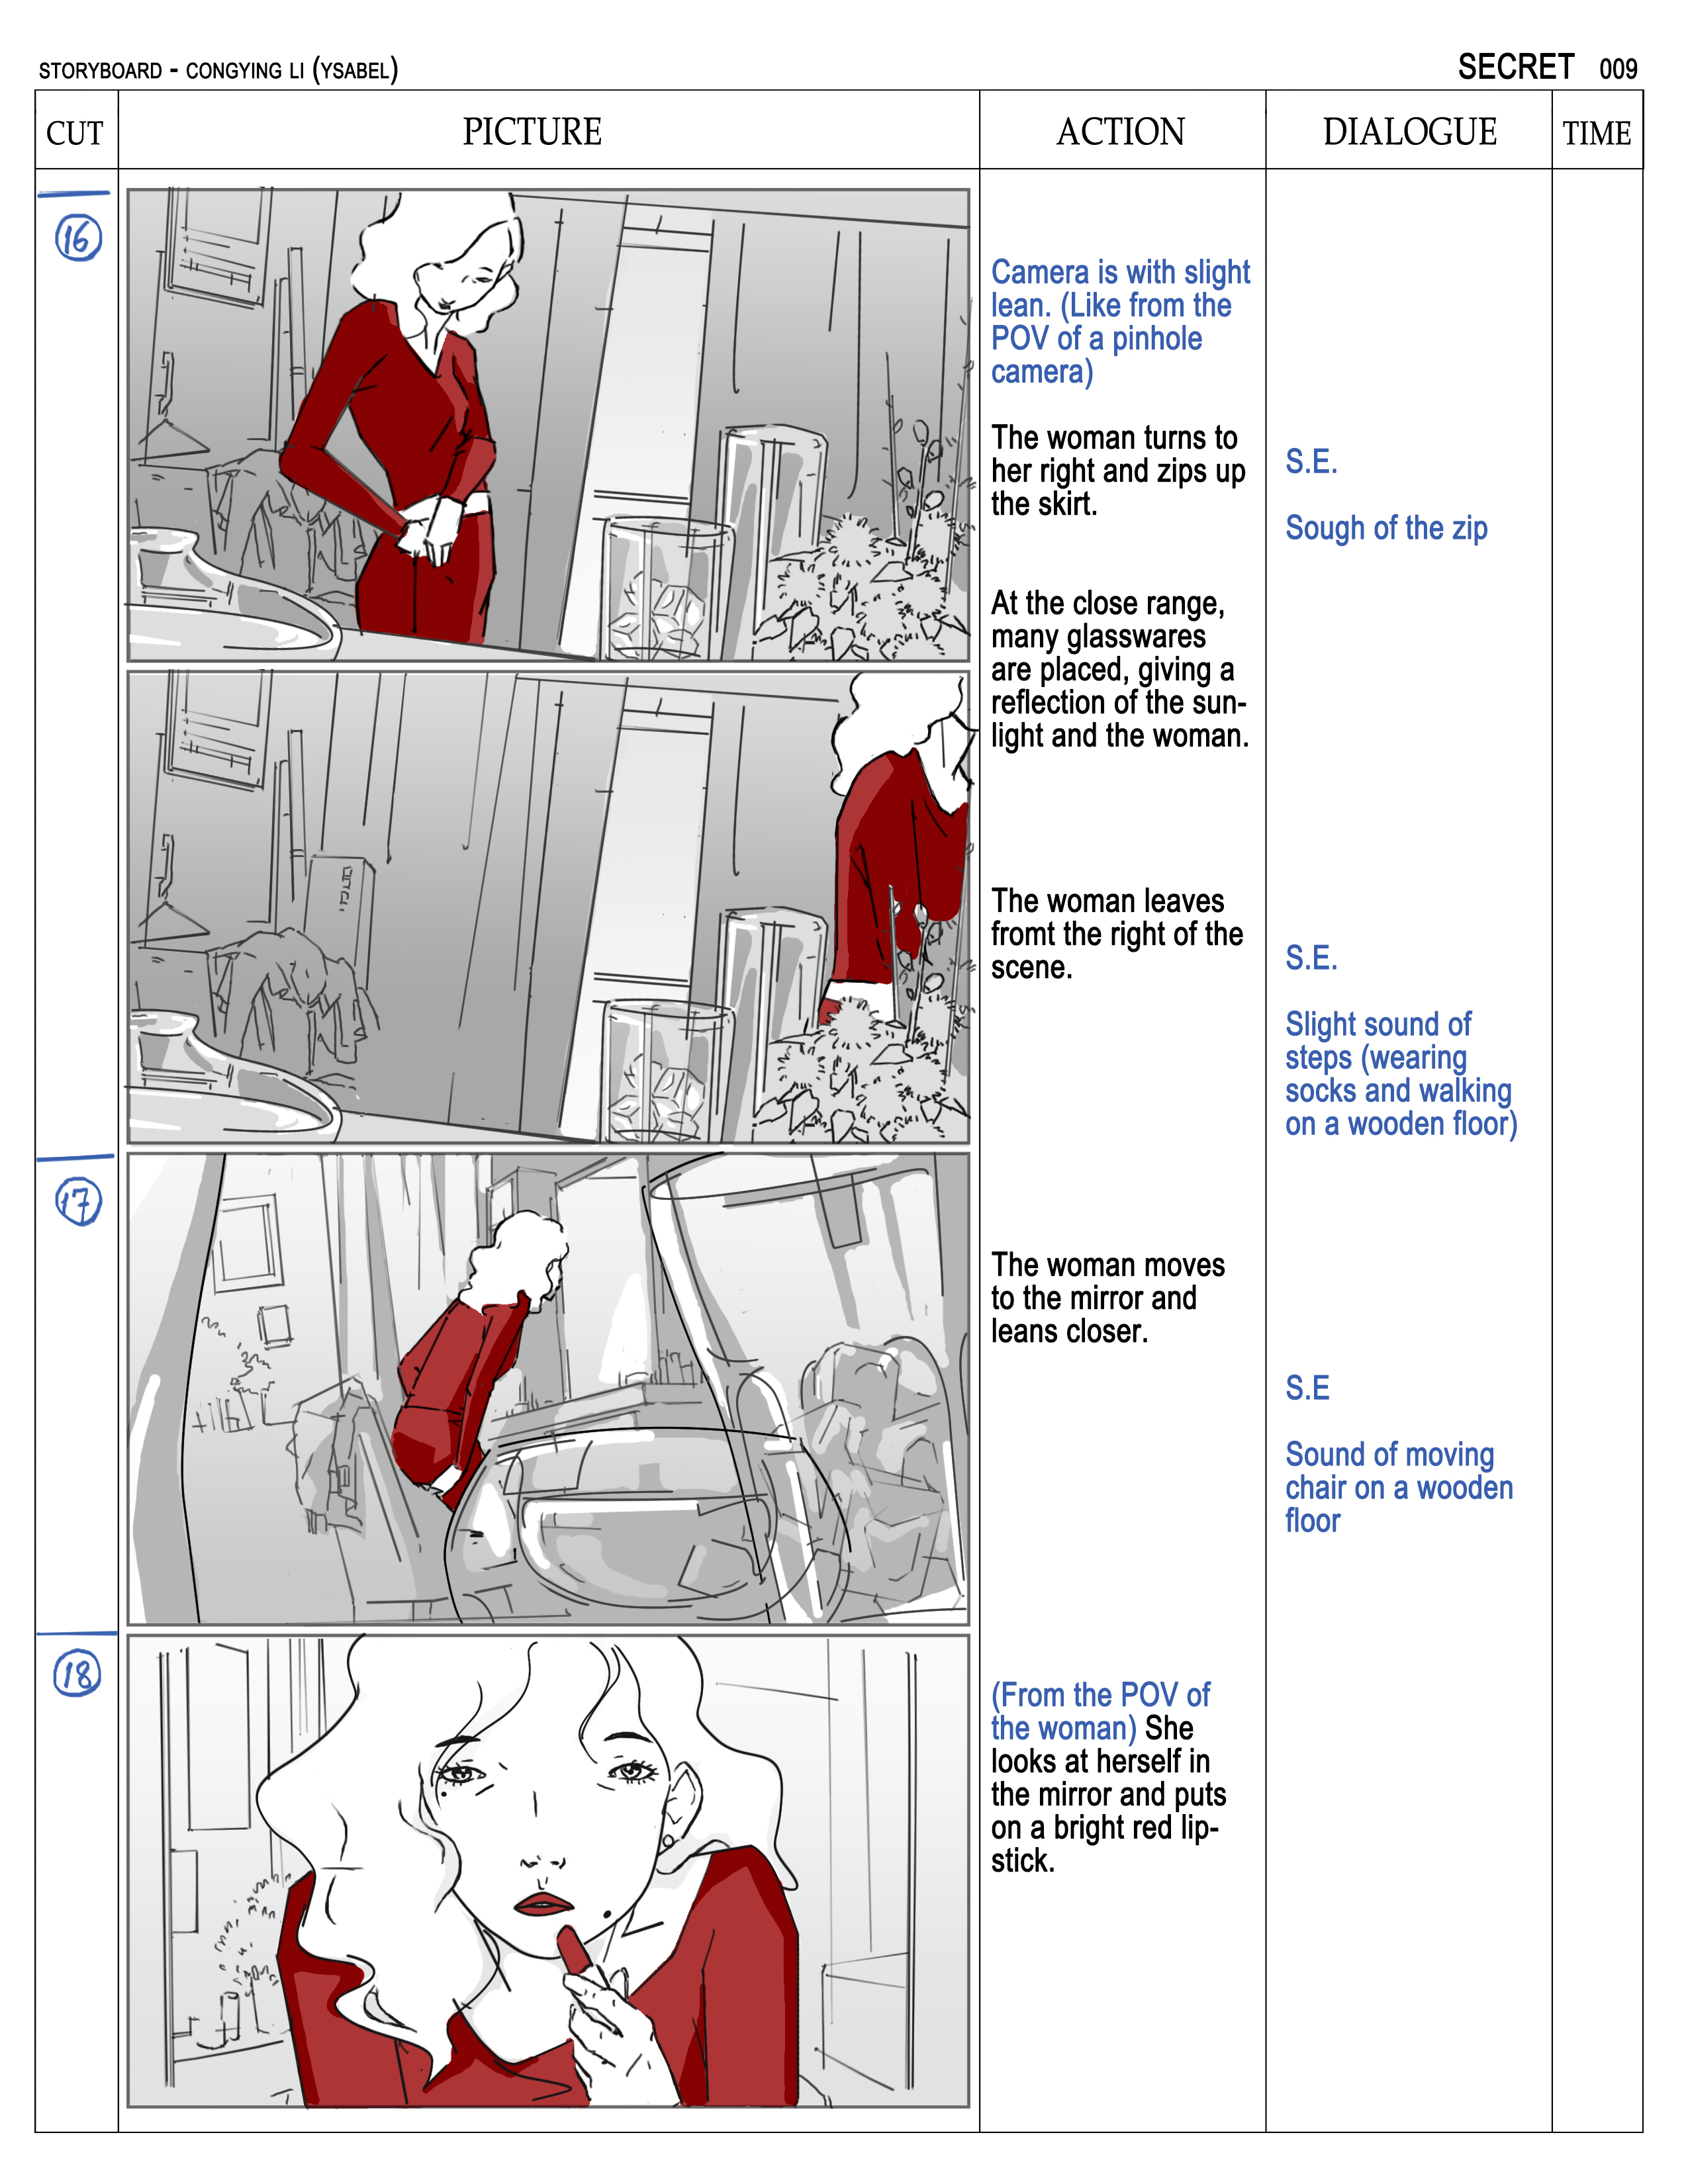 STORYBOARD - CONGYING LI (YSABEL)
SECRET 009
CUT
PICTURE
ACTION
DIALOGUE
TIME
16
Camera is with slight
lean. (Like from the
POV of a pinhole
camera)
The woman turns to
her right and zips up
the skirt.
S.E.
Sough of the zip
At the close range,
many glasswares
are placed, giving a
reflection of the sun-
light and the woman.
The woman leaves
fromt the right of the
scene.
S.E.
Slight sound of
steps (wearing
socks and walking
on a wooden floor)
17
The woman moves
to the mirror and
leans closer.
S.E
Sound of moving
chair on a wooden
floor
18
(From the POV of
the woman) She
looks at herself in
the mirror and puts
on a bright red lip-
stick.